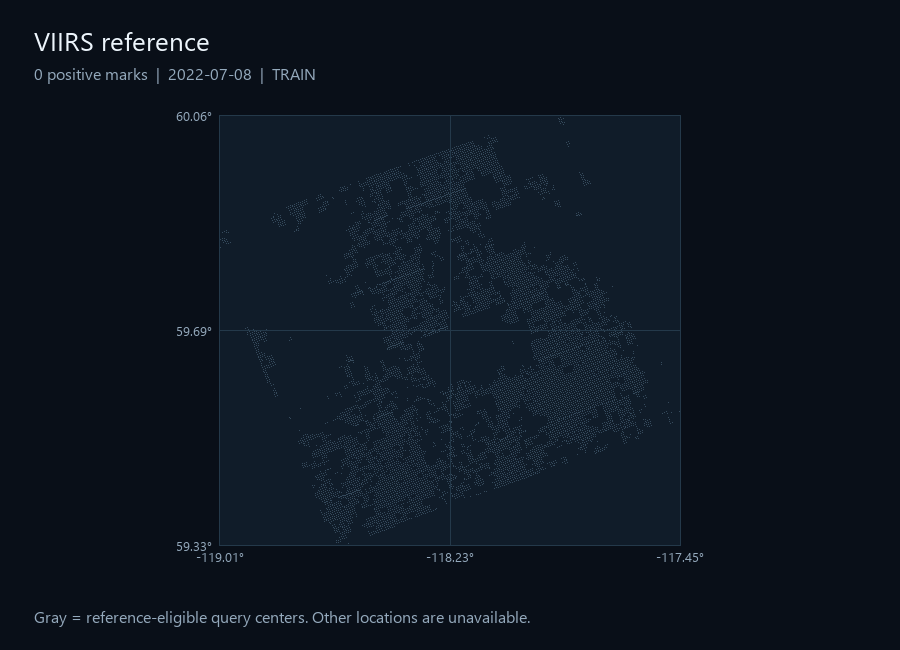 VIIRS reference
0 positive marks | 2022-07-08 | TRAIN
60.06°
59.69°
59.33°
-119.01° -118.23° -117.45°
Gray = reference-eligible query centers. Other locations are unavailable.